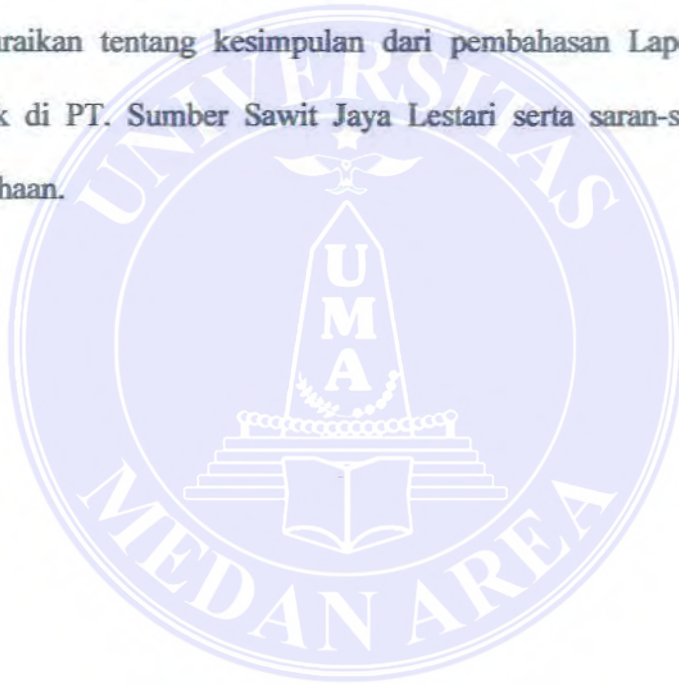 raikan tentang kesimpulan dari pembahasan Lap
k di PT. Sumber Sawit Jaya Lestari serta saran-s
haan.
UNIVERSITAS
UMA
MEDAN AREA